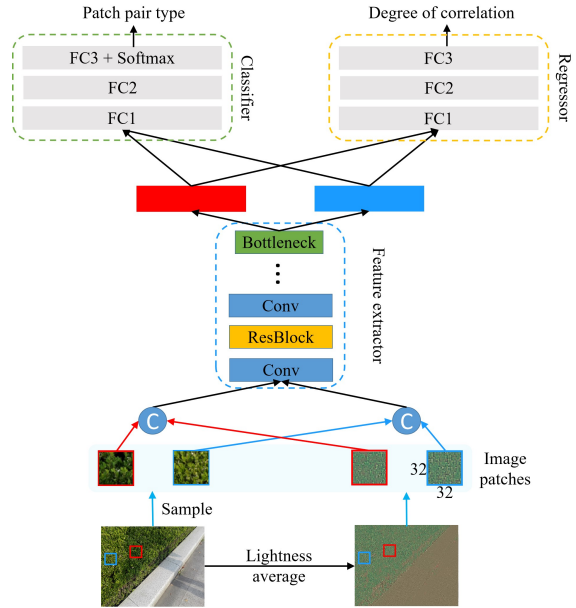 Patch pair type
Degree of correlation
FC3 + Softmax
FC2
FC1
Classifier
FC3
FC2
FC1
Regressor
Bottleneck
Conv
ResBlock
Conv
Feature extractor
C
C
32
32
Image
patches
Sample
Lightness
average